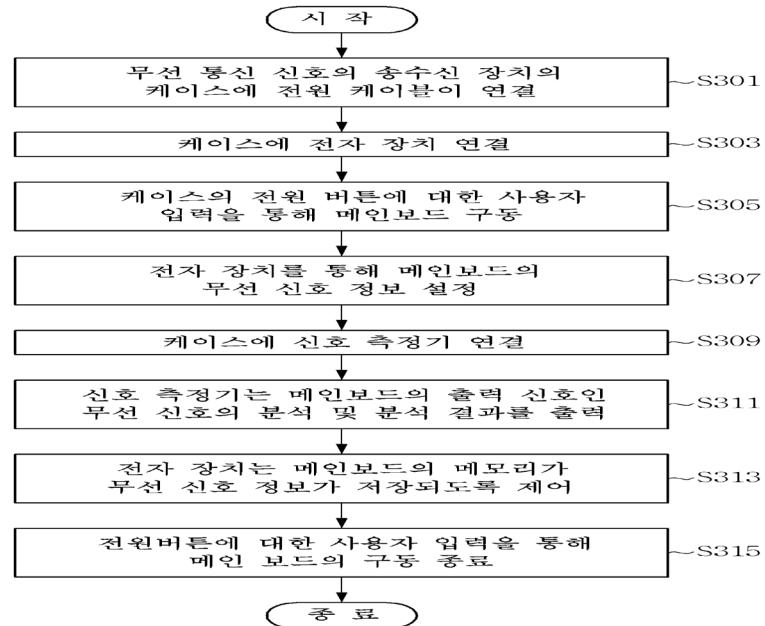 시 작
무선 통신 신호의 송수신 장치의
케이스에 전원 케이블이 연결
S301
케이스에 전자 장치 연결
S303
케이스의 전원 버튼에 대한 사용자
입력을 통해 메인보드 구동
S305
전자 장치를 통해 메인보드의
무선 신호 정보 설정
S307
케이스에 신호 측정기 연결
S309
신호 측정기는 메인보드의 출력 신호인
무선 신호의 분석 및 분석 결과를 출력
S311
전자 장치는 메인보드의 메모리가
무선 신호 정보가 저장되도록 제어
S313
전원버튼에 대한 사용자 입력을 통해
메인 보드의 구동 종료
S315
종 료